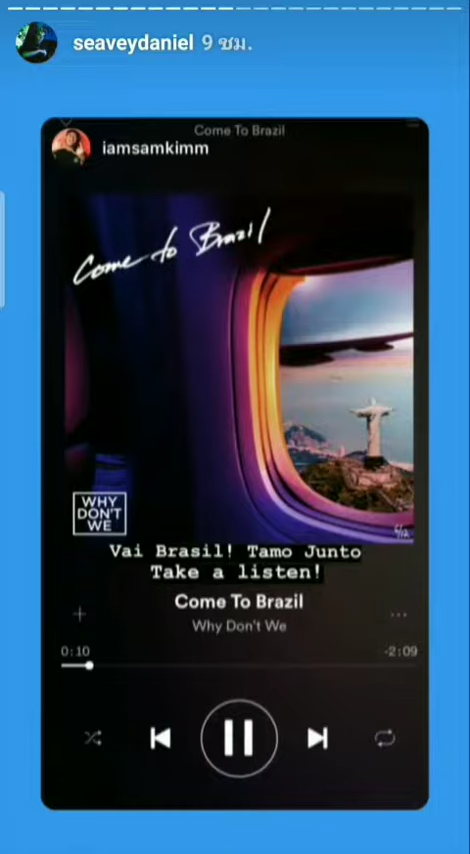 seaveydaniel 9 ชม.
Come To Brazil
iamsamkimm
Come to Brazil
WHY
DON'T
WE
Vai Brasil! Tamo Junto
Take a listen!
Come To Brazil
Why Don't We
0:10 -2:09